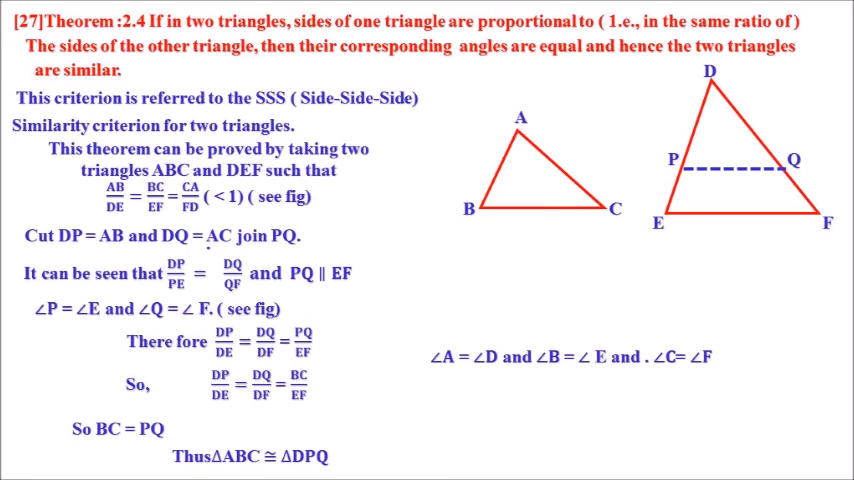 [27]Theorem :2.4 If in two triangles, sides of one triangle are proportional to ( 1.e., in the same ratio of )
The sides of the other triangle, then their corresponding angles are equal and hence the two triangles
are similar.
This criterion is referred to the SSS ( Side-Side-Side)
Similarity criterion for two triangles.
This theorem can be proved by taking two
triangles ABC and DEF such that
AB/DE = BC/EF = CA/FD ( < 1) ( see fig)
Cut DP = AB and DQ = AC join PQ.
It can be seen that DP/PE = DQ/QF and PQ ∥ EF
∠P = ∠E and ∠Q = ∠ F. ( see fig)
There fore DP/DE = DQ/DF = PQ/EF
So, DP/DE = DQ/DF = BC/EF
So BC = PQ
Thus∆ABC ≅ ∆DPQ
A
B
C
D
P
Q
E
F
∠A = ∠D and ∠B = ∠ E and . ∠C= ∠F